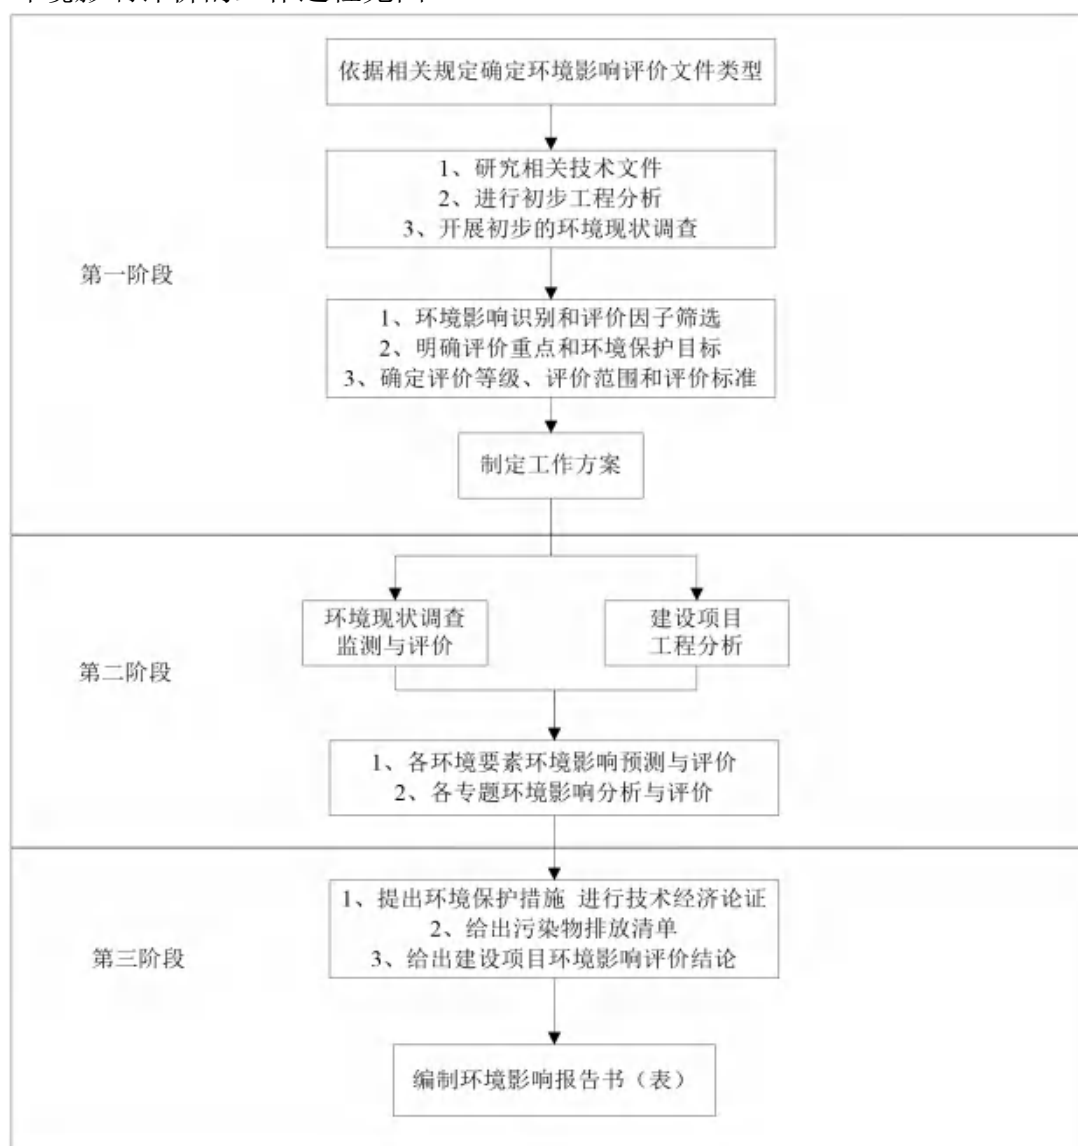 依据相关规定确定环境影响评价文件类型
1、研究相关技术文件
2、进行初步工程分析
3、开展初步的环境现状调查
第一阶段
1、环境影响识别和评价因子筛选
2、明确评价重点和环境保护目标
3、确定评价等级、评价范围和评价标准
制定工作方案
环境现状调查
监测与评价
建设项目
工程分析
第二阶段
1、各环境要素环境影响预测与评价
2、各专题环境影响分析与评价
1、提出环境保护措施 进行技术经济论证
2、给出污染物排放清单
3、给出建设项目环境影响评价结论
第三阶段
编制环境影响报告书（表）